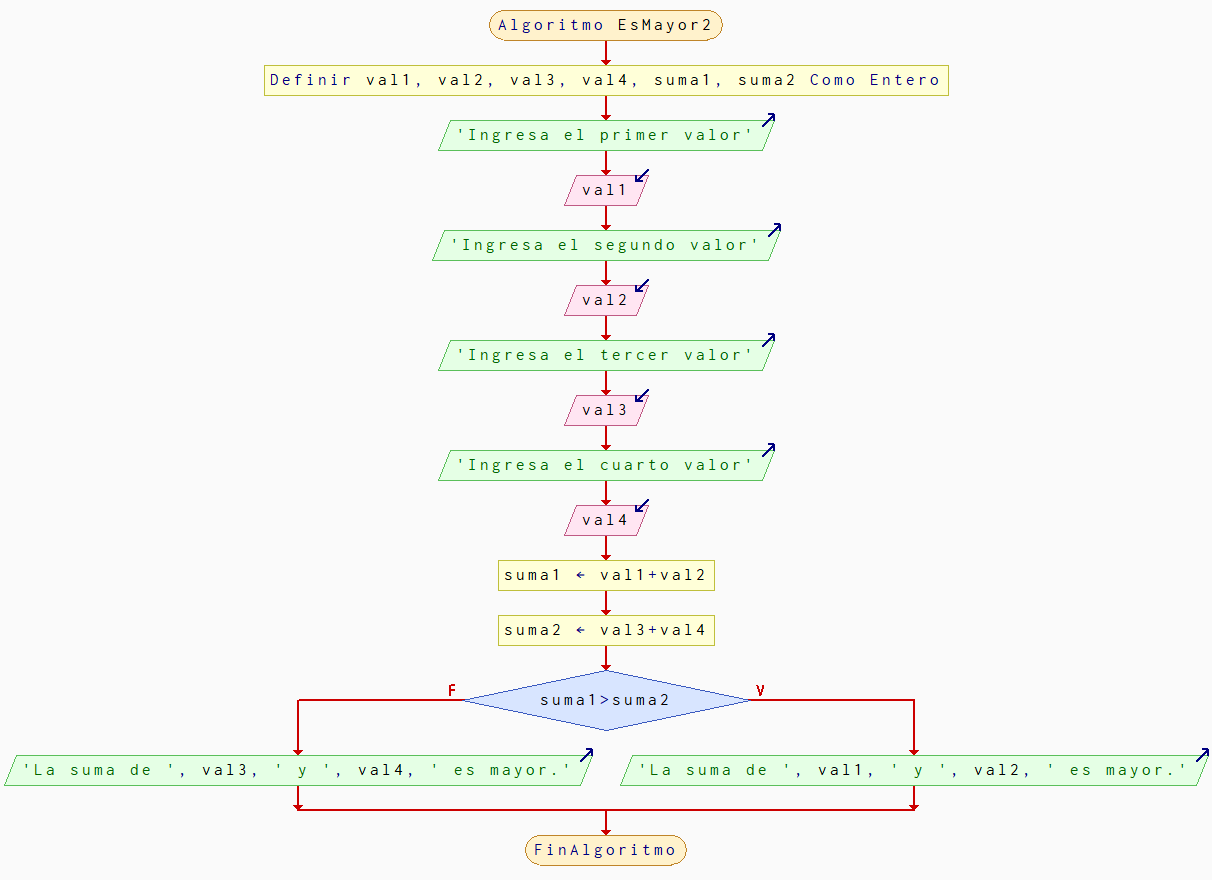 Algoritmo EsMayor2
Definir val1, val2, val3, val4, suma1, suma2 Como Entero
'Ingresa el primer valor'
val1
'Ingresa el segundo valor'
val2
'Ingresa el tercer valor'
val3
'Ingresa el cuarto valor'
val4
suma1 ← val1+val2
suma2 ← val3+val4
F
V
suma1>suma2
'La suma de ', val3, ' y ', val4, ' es mayor.'
'La suma de ', val1, ' y ', val2, ' es mayor.'
FinAlgoritmo